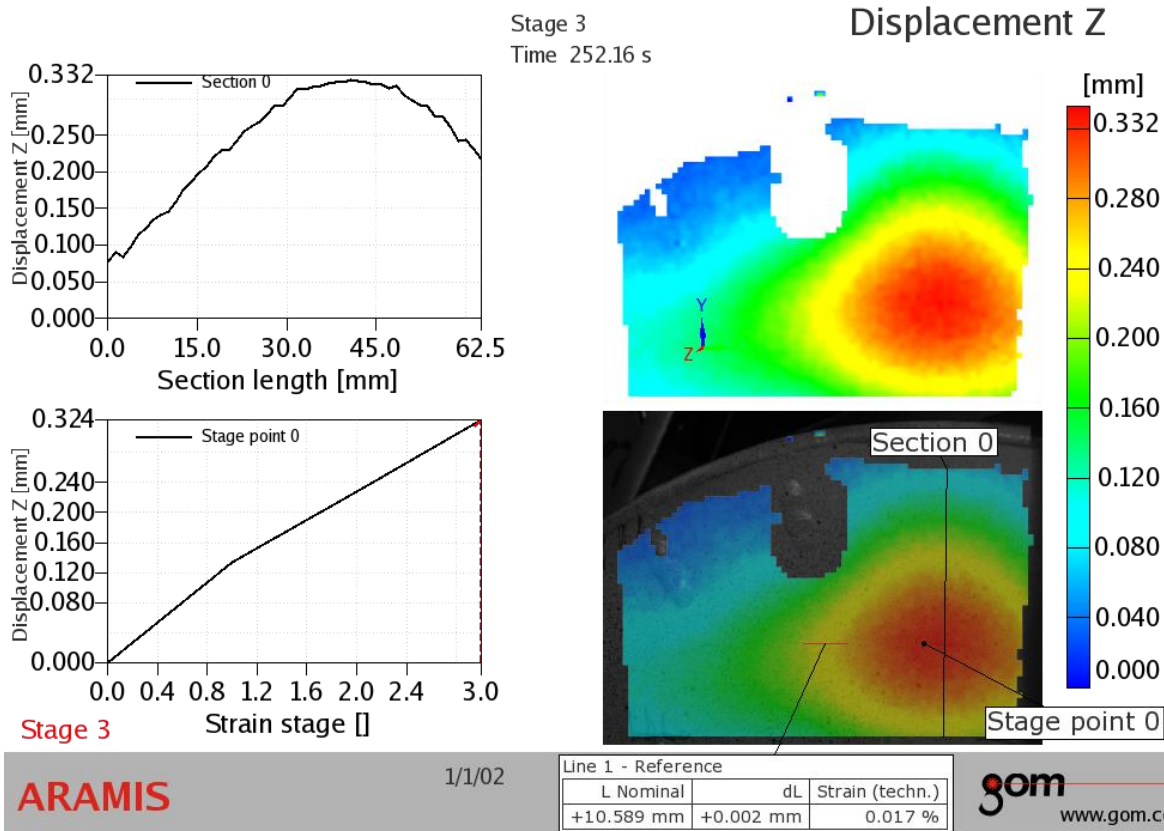 Stage 3
Time 252.16 s
Displacement Z
Displacement Z [mm]
0.332
0.250
0.200
0.150
0.100
0.050
0.000
Section 0
0.0 15.0 30.0 45.0 62.5
Section length [mm]
Y
Z
[mm]
0.332
0.280
0.240
0.200
0.160
0.120
0.080
0.040
0.000
Displacement Z [mm]
0.324
0.240
0.200
0.160
0.120
0.080
0.000
Stage point 0
0.0 0.4 0.8 1.2 1.6 2.0 2.4 3.0
Strain stage []
Stage 3
Section 0
Stage point 0
ARAMIS
1/1/02
Line 1 - Reference
L Nominal dL Strain (techn.)
+10.589 mm +0.002 mm 0.017 %
gom
www.gom.c